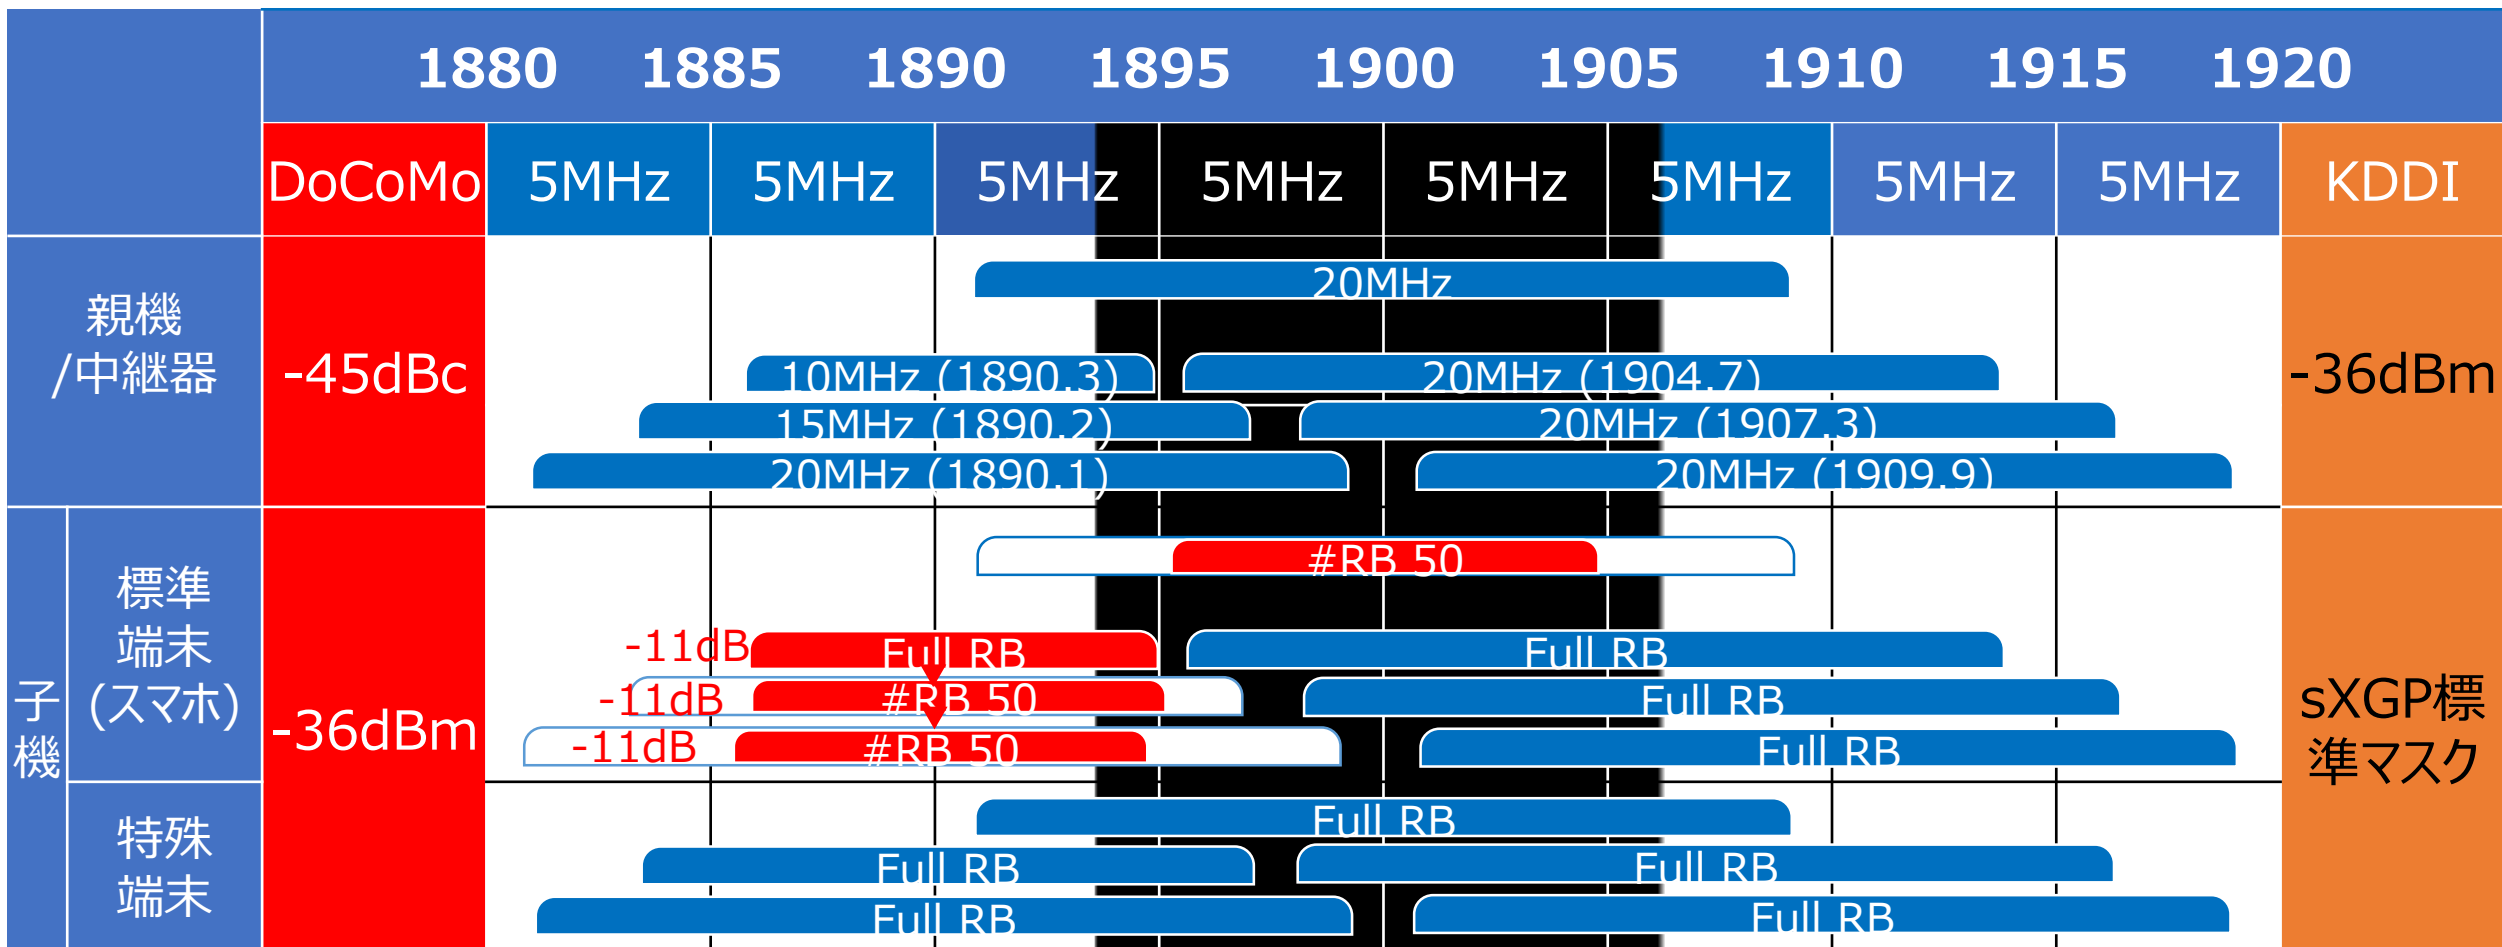 1880 1885 1890 1895 1900 1905 1910 1915 1920
DoCoMo 5MHz 5MHz 5MHz 5MHz 5MHz 5MHz 5MHz 5MHz KDDI
親機
/中継器
-45dBc
20MHz
10MHz (1890.3) 20MHz (1904.7)
15MHz (1890.2) 20MHz (1907.3)
20MHz (1890.1) 20MHz (1909.9)
-36dBm
子
機
標準
端末
(スマホ)
-36dBm
#RB 50
-11dB Full RB Full RB
-11dB #RB 50 Full RB
-11dB #RB 50 Full RB
sXGP標
準マスク
特殊
端末
Full RB
Full RB Full RB
Full RB Full RB